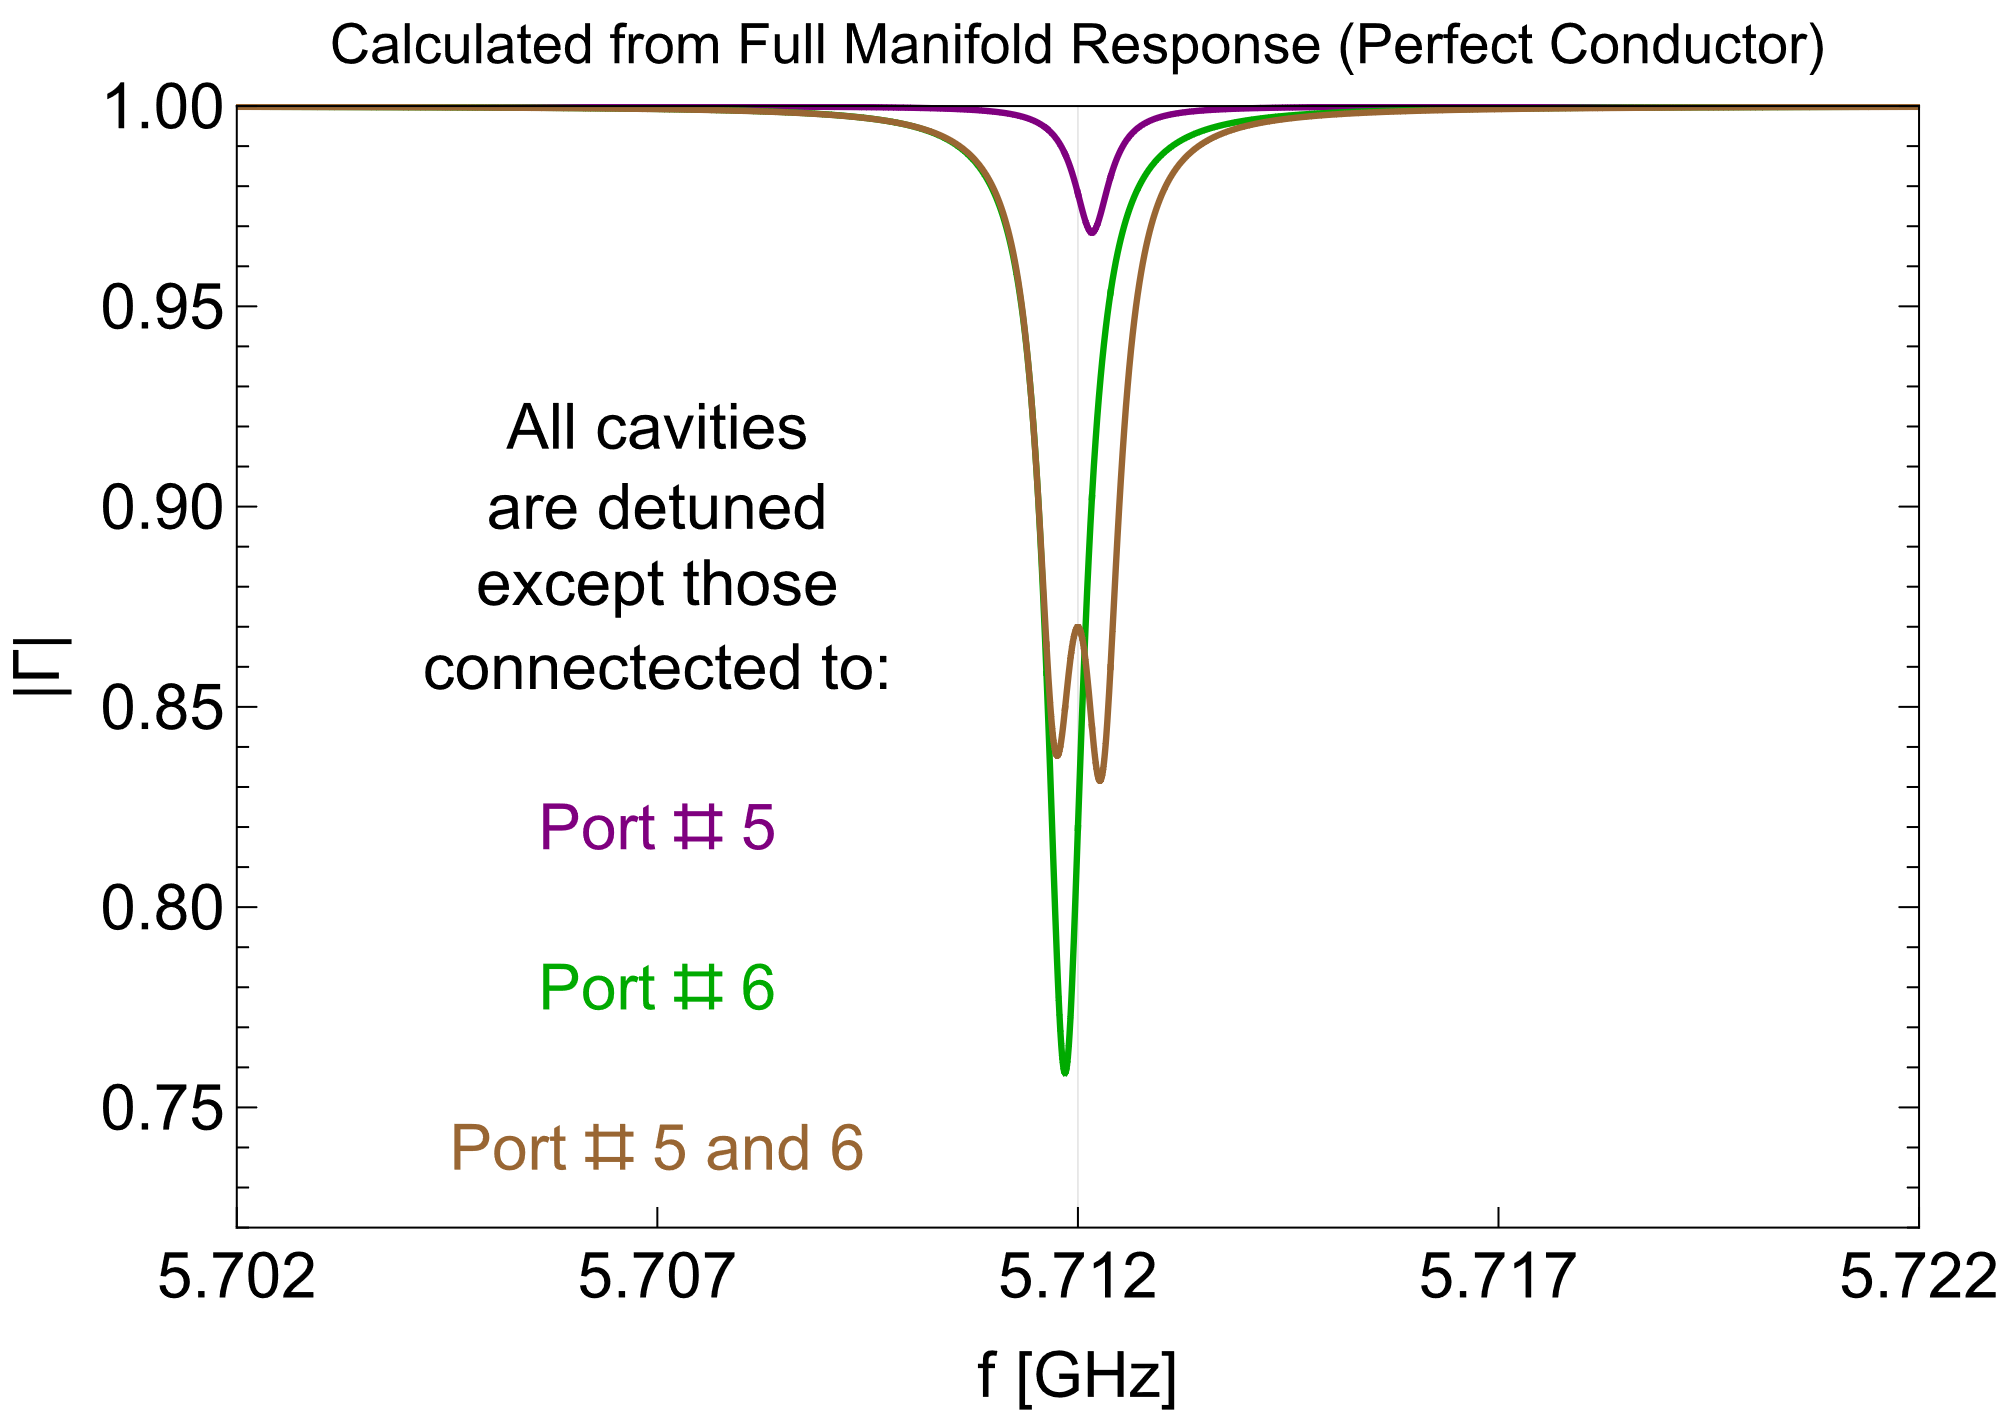 Calculated from Full Manifold Response (Perfect Conductor)
1.00
0.95
0.90
0.85
0.80
0.75
|Γ|
All cavities
are detuned
except those
connectected to:
Port # 5
Port # 6
Port # 5 and 6
5.702 5.707 5.712 5.717 5.722
f [GHz]